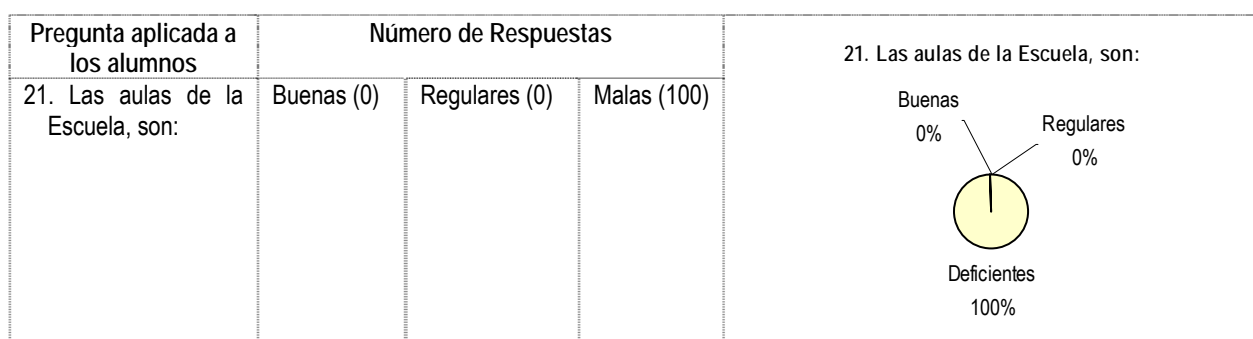 Pregunta aplicada a
los alumnos
Número de Respuestas
21. Las aulas de la
Escuela, son:
Buenas (0)
Regulares (0)
Malas (100)
21. Las aulas de la Escuela, son:
Buenas
0%
Regulares
0%
Deficientes
100%